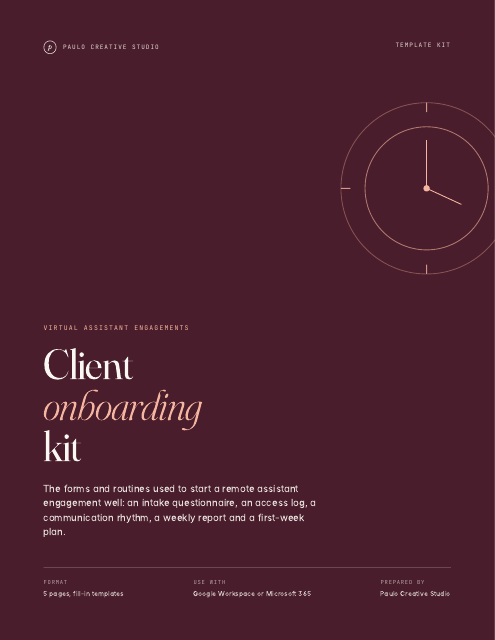 p PAULO CREATIVE STUDIO
TEMPLATE KIT
VIRTUAL ASSISTANT ENGAGEMENTS
Client
onboarding
kit
The forms and routines used to start a remote assistant
engagement well: an intake questionnaire, an access log, a
communication rhythm, a weekly report and a first-week
plan.
FORMAT
5 pages, fill-in templates
USE WITH
Google Workspace or Microsoft 365
PREPARED BY
Paulo Creative Studio